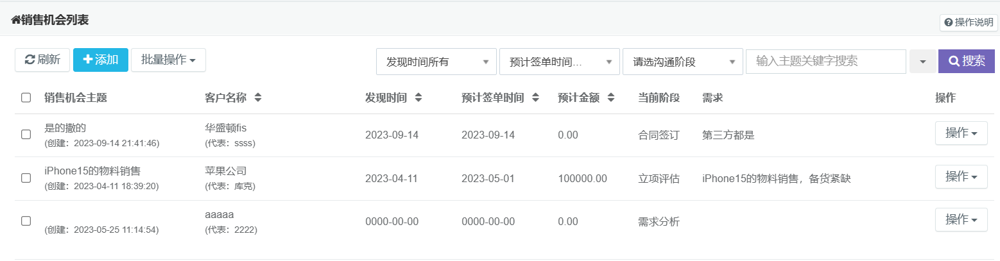 销售机会列表
操作说明
刷新 添加 批量操作 发现时间所有 预计签单时间... 请选沟通阶段 输入主题关键字搜索 搜索
销售机会主题 客户名称 发现时间 预计签单时间 预计金额 当前阶段 需求 操作
是的撒的 华盛顿fis
(创建：2023-09-14 21:41:46) (代表：ssss) 2023-09-14 2023-09-14 0.00 合同签订 第三方都是 操作
iPhone15的物料销售 苹果公司
(创建：2023-04-11 18:39:20) (代表：库克) 2023-04-11 2023-05-01 100000.00 立项评估 iPhone15的物料销售，备货紧缺 操作
aaaaa
(创建：2023-05-25 11:14:54) (代表：2222) 0000-00-00 0000-00-00 0.00 需求分析 操作